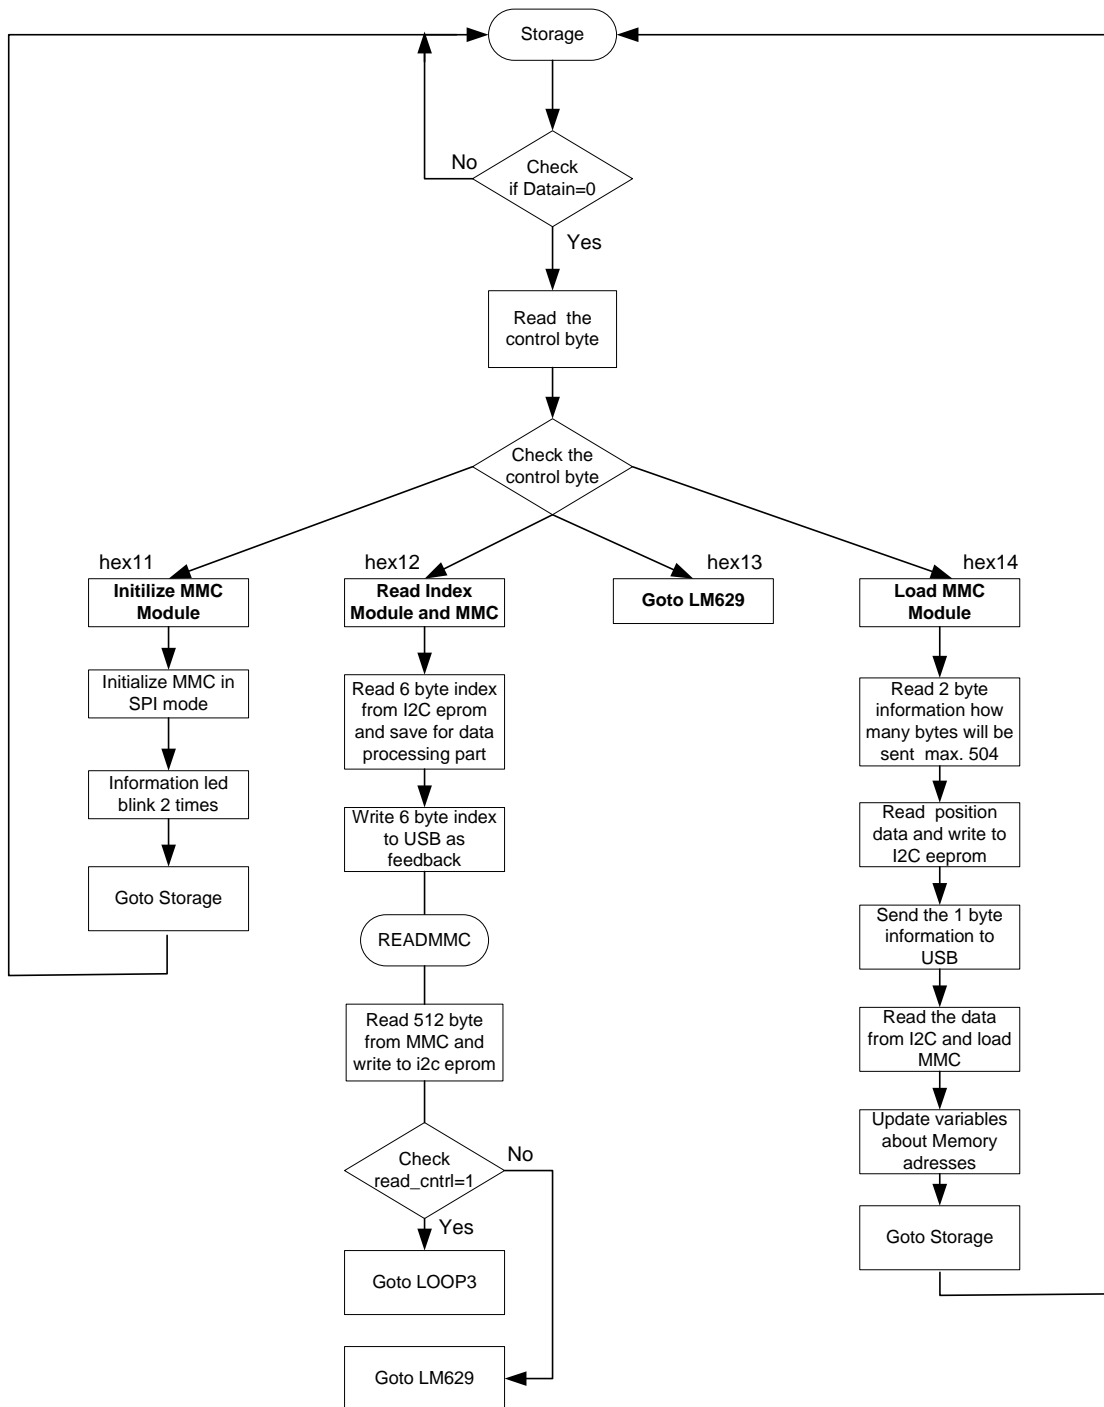 Storage
No
Check
if Datain=0
Yes
Read the
control byte
Check the
control byte
hex11
hex12
hex13
hex14
Initilize MMC
Module
Read Index
Module and MMC
Goto LM629
Load MMC
Module
Initialize MMC in
SPI mode
Information led
blink 2 times
Goto Storage
Read 6 byte index
from I2C eprom
and save for data
processing part
Write 6 byte index
to USB as
feedback
READMMC
Read 512 byte
from MMC and
write to i2c eprom
Check
read_cntrl=1
No
Yes
Goto LOOP3
Goto LM629
Read 2 byte
information how
many bytes will be
sent max. 504
Read position
data and write to
I2C eeprom
Send the 1 byte
information to
USB
Read the data
from I2C and load
MMC
Update variables
about Memory
adresses
Goto Storage